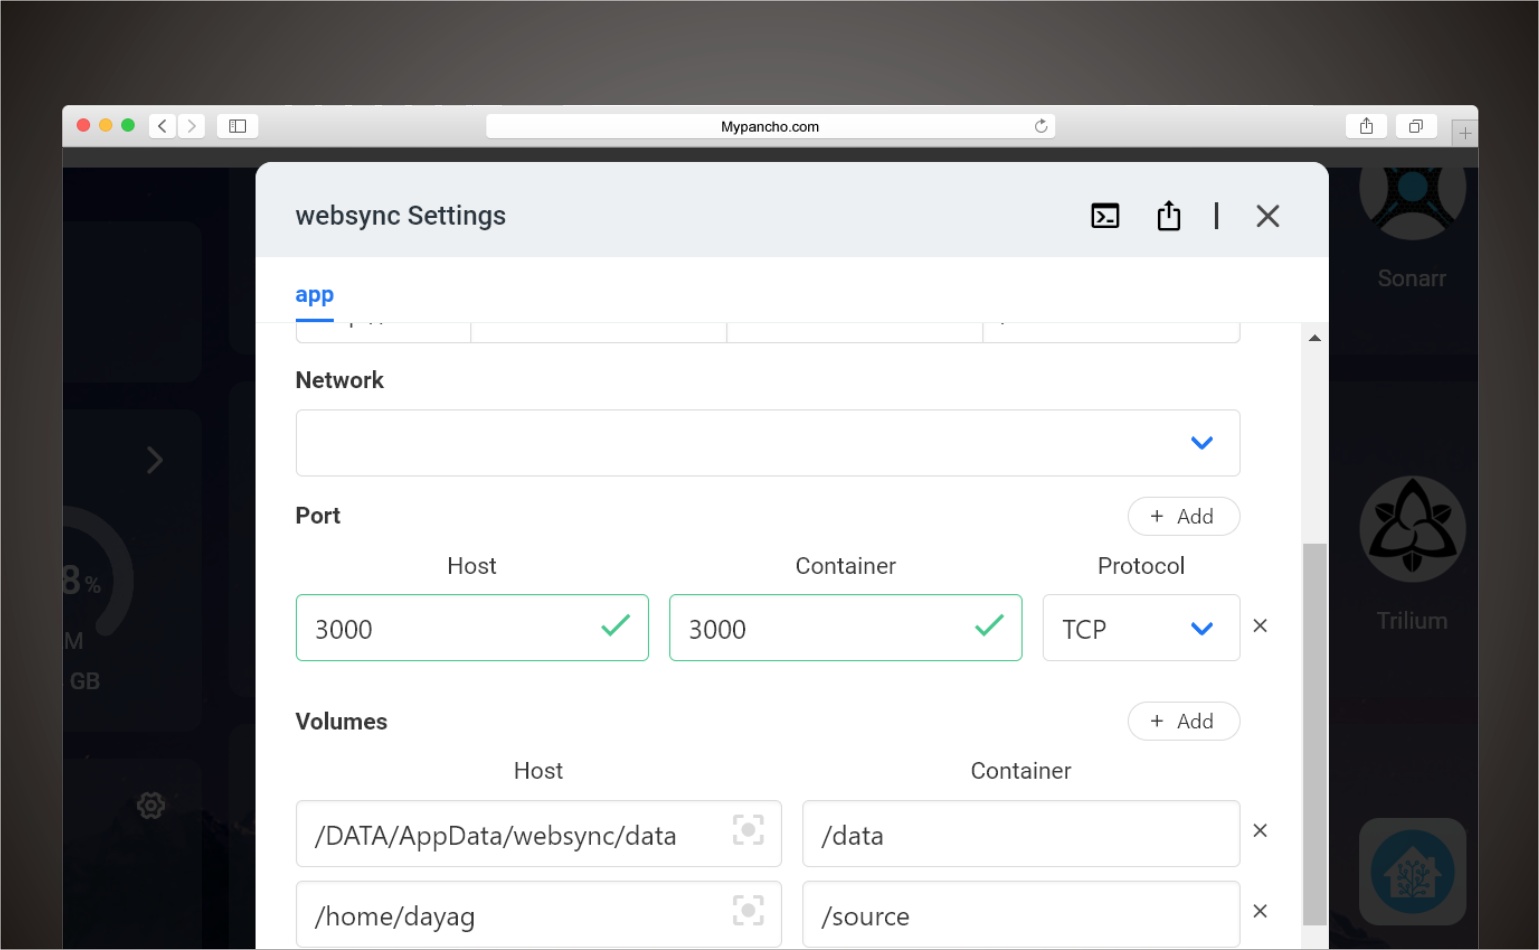 Mypancho.com
websync Settings
app
Network
Port
+ Add
Host Container Protocol
3000 3000 TCP
Volumes
+ Add
Host Container
/DATA/AppData/websync/data /data
/home/dayag /source
Sonarr
Trilium
8%
M
GB